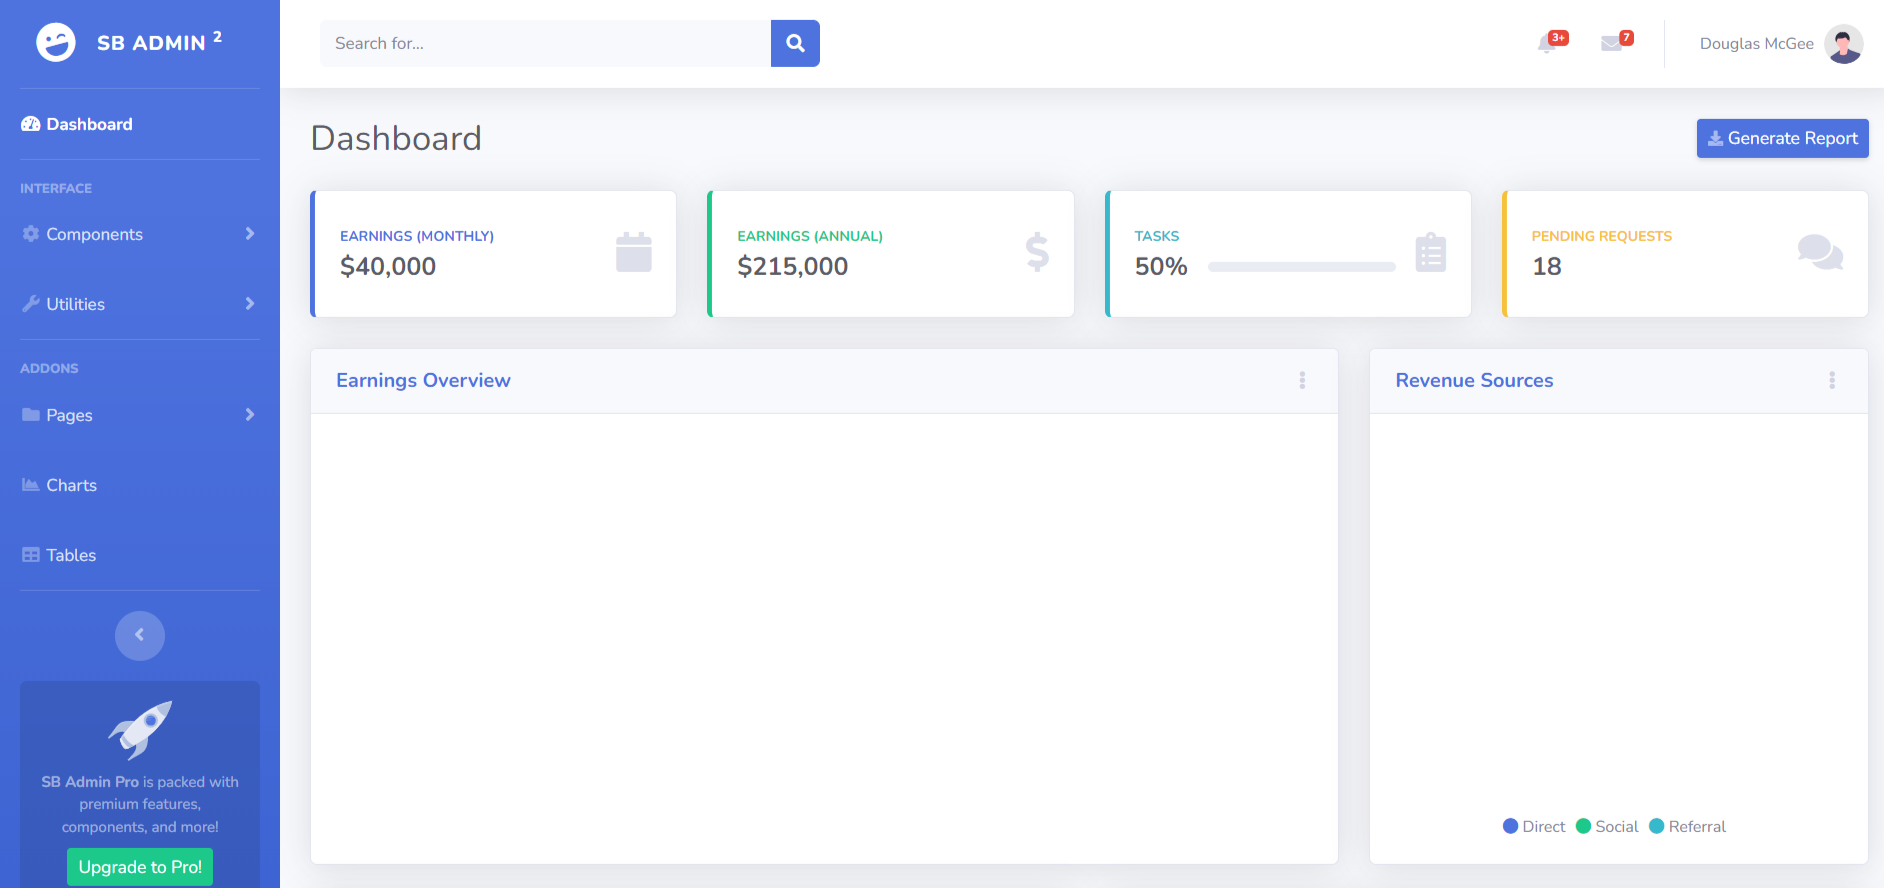 SB ADMIN 2
Dashboard
INTERFACE
Components
Utilities
ADDONS
Pages
Charts
Tables
SB Admin Pro is packed with
premium features,
components, and more!
Upgrade to Pro!
Search for...
3+
7
Douglas McGee
Dashboard
Generate Report
EARNINGS (MONTHLY)
$40,000
EARNINGS (ANNUAL)
$215,000
TASKS
50%
PENDING REQUESTS
18
Earnings Overview
Revenue Sources
Direct
Social
Referral